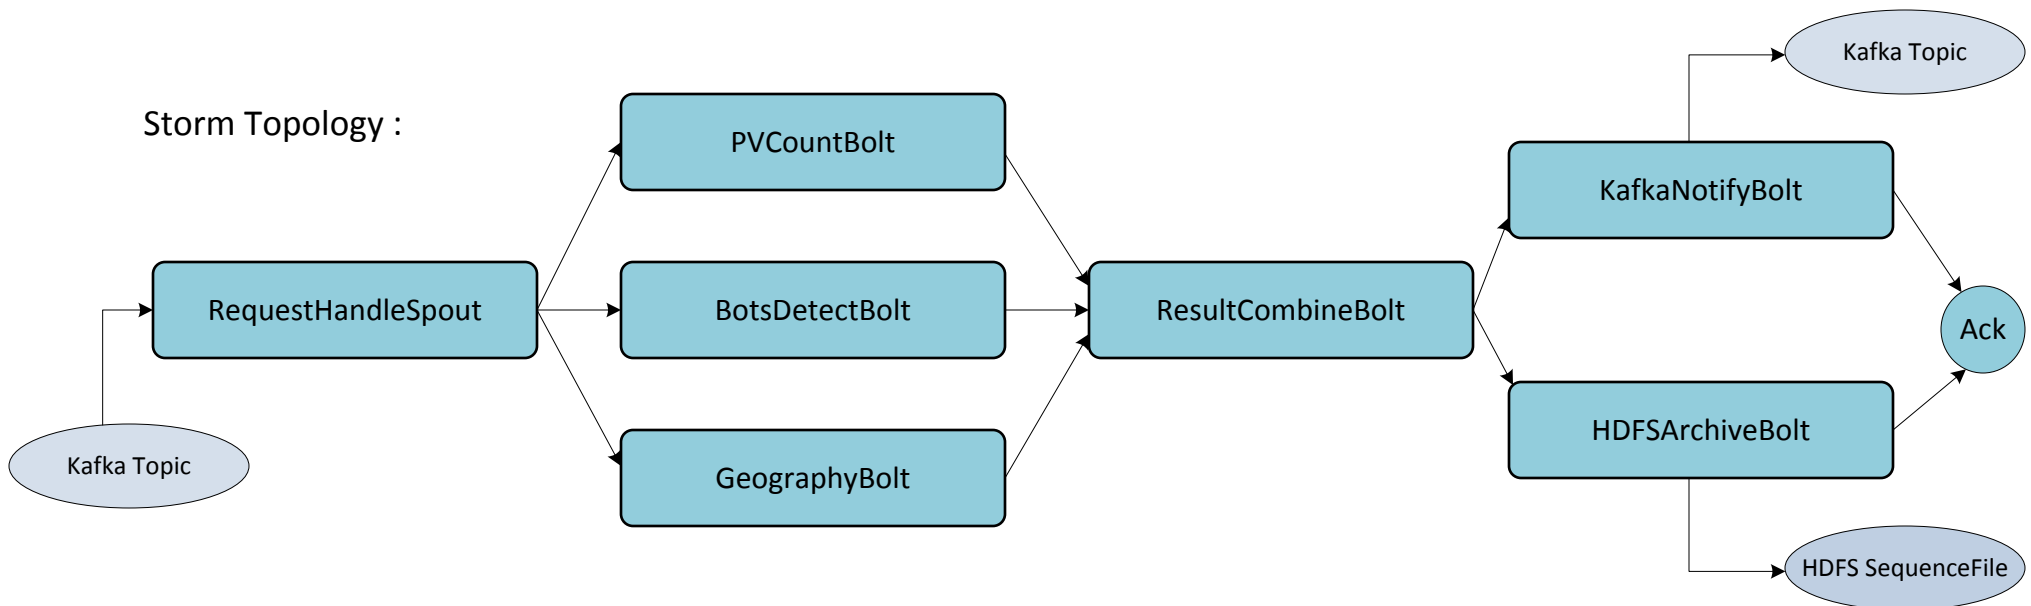 Storm Topology :
Kafka Topic
RequestHandleSpout
PVCountBolt
BotsDetectBolt
GeographyBolt
ResultCombineBolt
KafkaNotifyBolt
HDFSArchiveBolt
Kafka Topic
Ack
HDFS SequenceFile